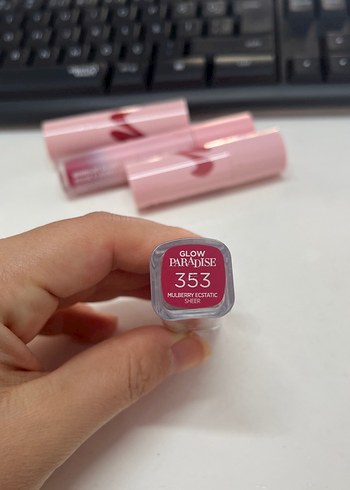 GLOW
PARADISE
353
MULBERRY ECSTATIC
SHEER